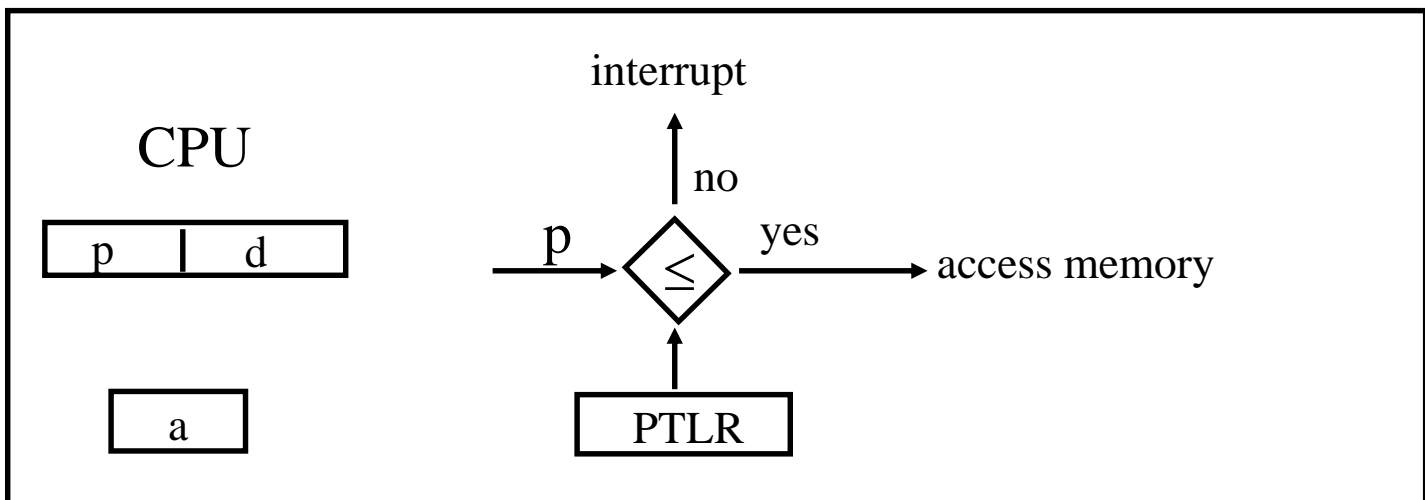 interrupt
CPU
no
p d
p
≤
yes
access memory
a
PTLR